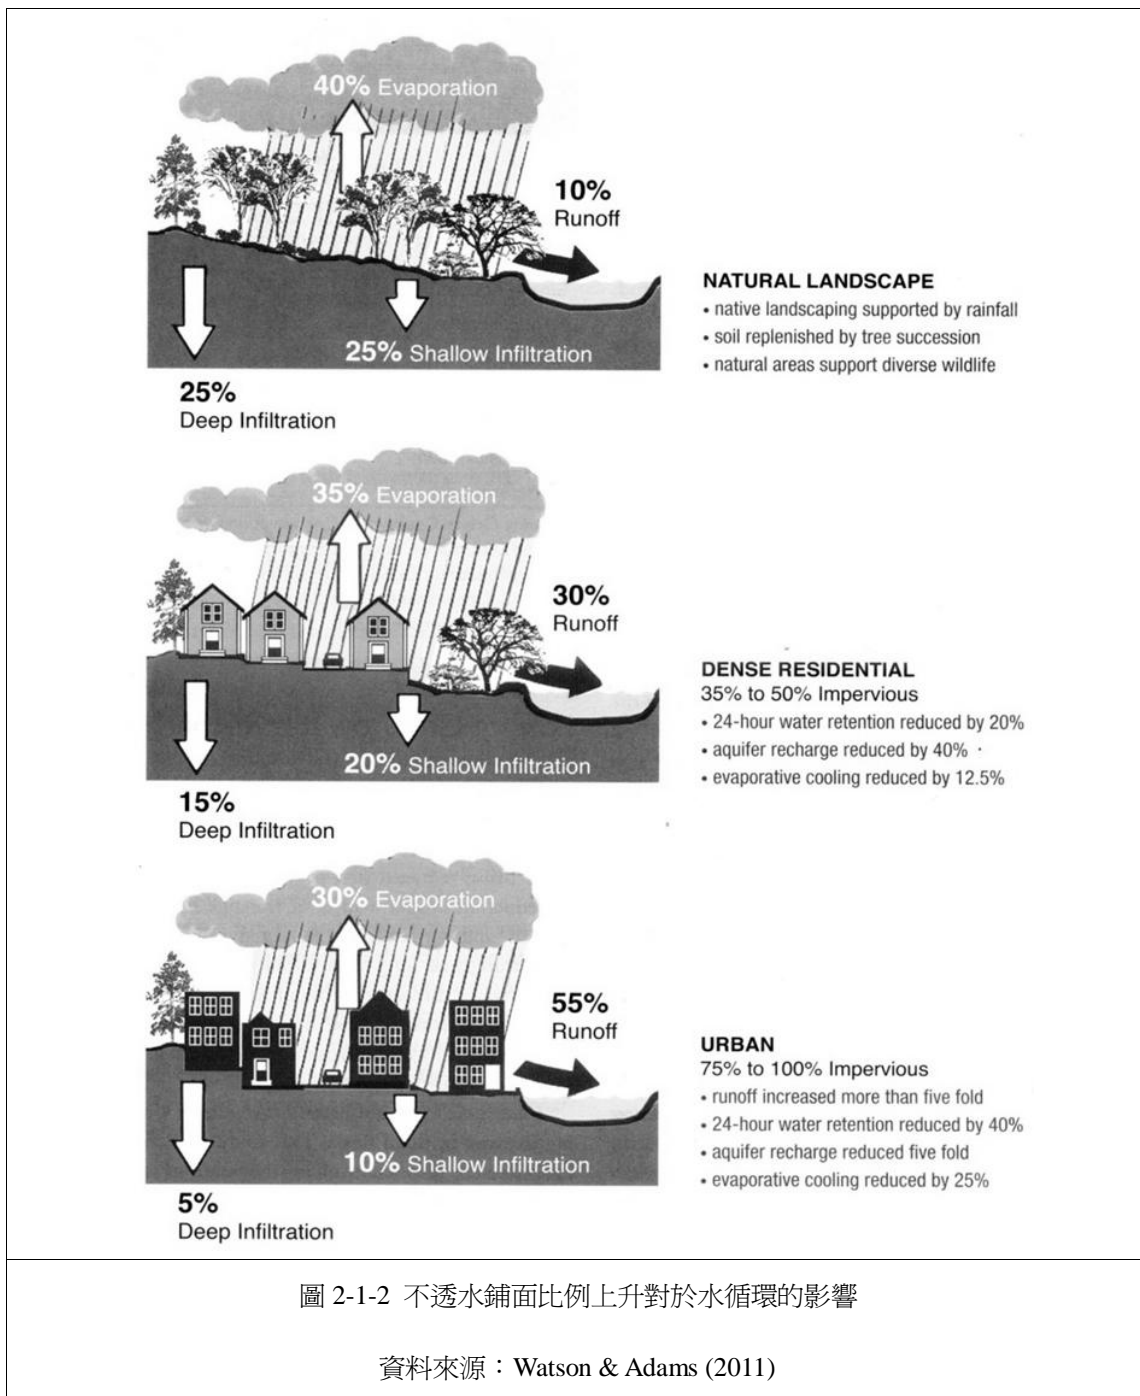 40% Evaporation
10%
Runoff
NATURAL LANDSCAPE
• native landscaping supported by rainfall
• soil replenished by tree succession
• natural areas support diverse wildlife
25% Shallow Infiltration
25%
Deep Infiltration
35% Evaporation
30%
Runoff
DENSE RESIDENTIAL
35% to 50% Impervious
• 24-hour water retention reduced by 20%
• aquifer recharge reduced by 40%
• evaporative cooling reduced by 12.5%
20% Shallow Infiltration
15%
Deep Infiltration
30% Evaporation
55%
Runoff
URBAN
75% to 100% Impervious
• runoff increased more than five fold
• 24-hour water retention reduced by 40%
• aquifer recharge reduced five fold
• evaporative cooling reduced by 25%
10% Shallow Infiltration
5%
Deep Infiltration
圖 2-1-2 不透水鋪面比例上升對於水循環的影響
資料來源：Watson & Adams (2011)